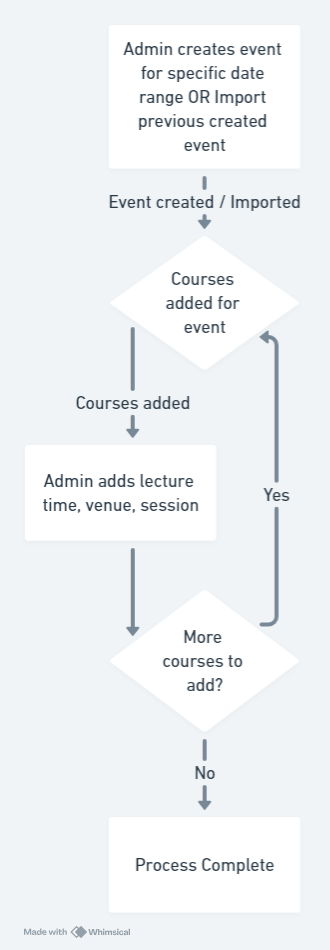 Admin creates event
for specific date
range OR Import
previous created
event
Event created / Imported
Courses
added for
event
Courses added
Admin adds lecture
time, venue, session
Yes
More
courses to
add?
No
Process Complete
Made with Whimsical